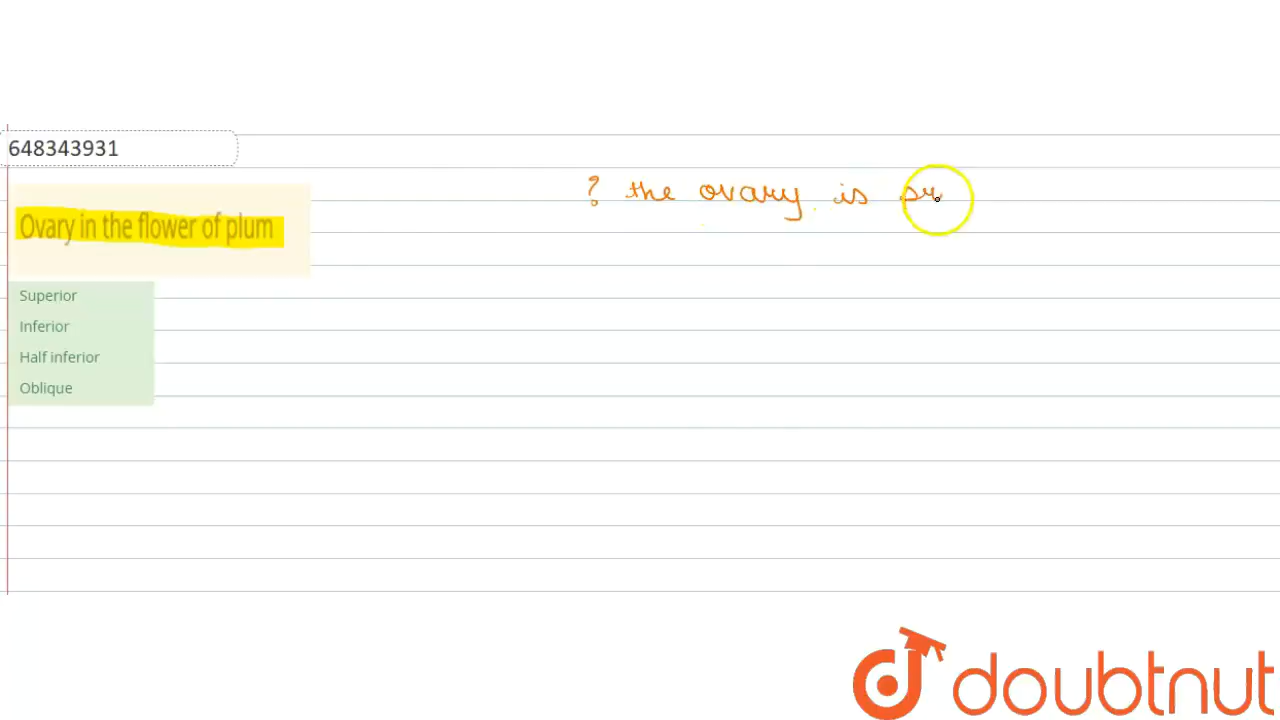 648343931
? the ovary is
Ovary in the flower of plum
Superior
Inferior
Half inferior
Oblique
doubtnut